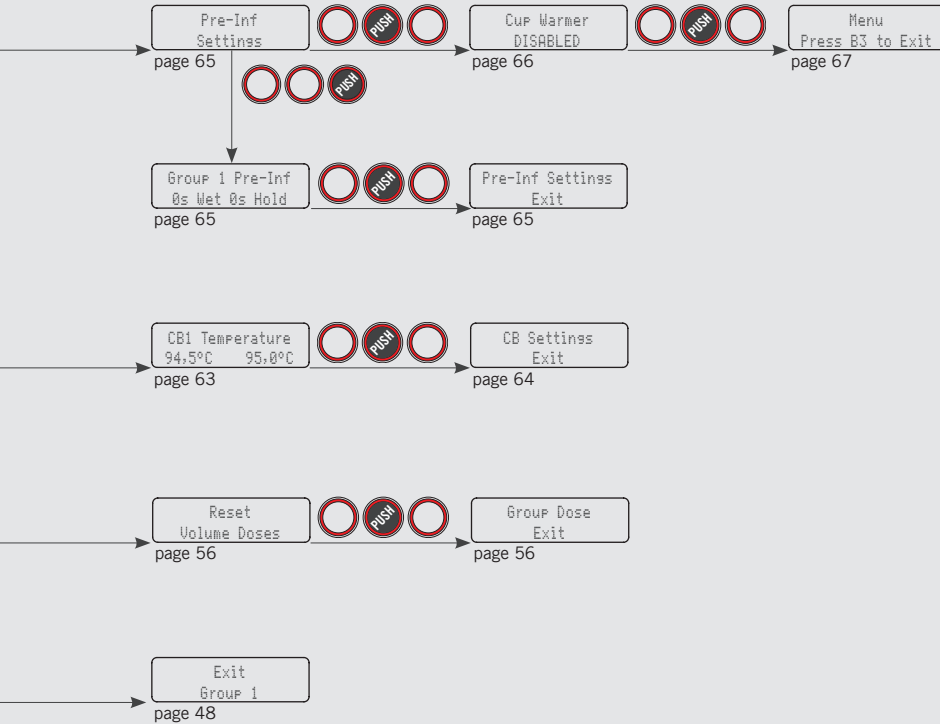 Pre-Inf
Settings
page 65
PUSH
Cup Warmer
DISABLED
page 66
PUSH
Menu
Press B3 to Exit
page 67
PUSH
Group 1 Pre-Inf
0s Wet 0s Hold
page 65
PUSH
Pre-Inf Settings
Exit
page 65
CB1 Temperature
94,5°C 95,0°C
page 63
PUSH
CB Settings
Exit
page 64
Reset
Volume Doses
page 56
PUSH
Group Dose
Exit
page 56
Exit
Group 1
page 48